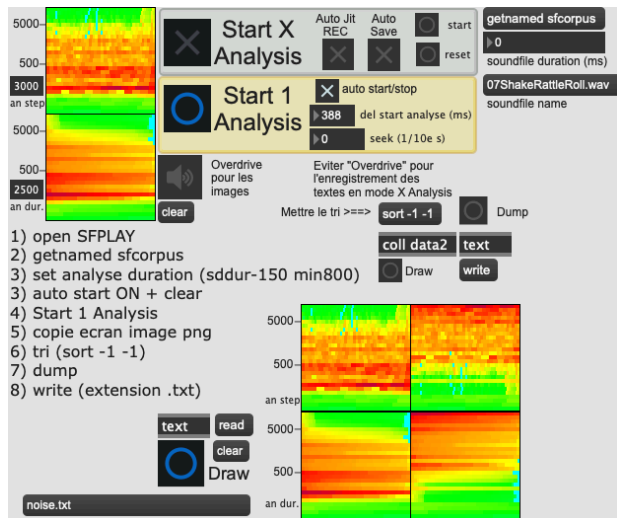 5000
500
3000
an step
5000
500
2500
an dur.
Start X
Analysis
Auto Jit
REC
Auto
Save
start
reset
getnamed sfcorpus
0
soundfile duration (ms)
07ShakeRattleRoll.wav
soundfile name
Start 1
Analysis
auto start/stop
388 del start analyse (ms)
0 seek (1/10e s)
Overdrive
pour les
images
clear
Eviter "Overdrive" pour
l'enregistrement des
textes en mode X Analysis
Mettre le tri >==> sort -1 -1 Dump
coll data2 text
Draw write
1) open SFPLAY
2) getnamed sfcorpus
3) set analyse duration (sddur-150 min800)
3) auto start ON + clear
4) Start 1 Analysis
5) copie ecran image png
6) tri (sort -1 -1)
7) dump
8) write (extension .txt)
text read
clear
Draw
noise.txt
5000
500
an step
5000
500
an dur.